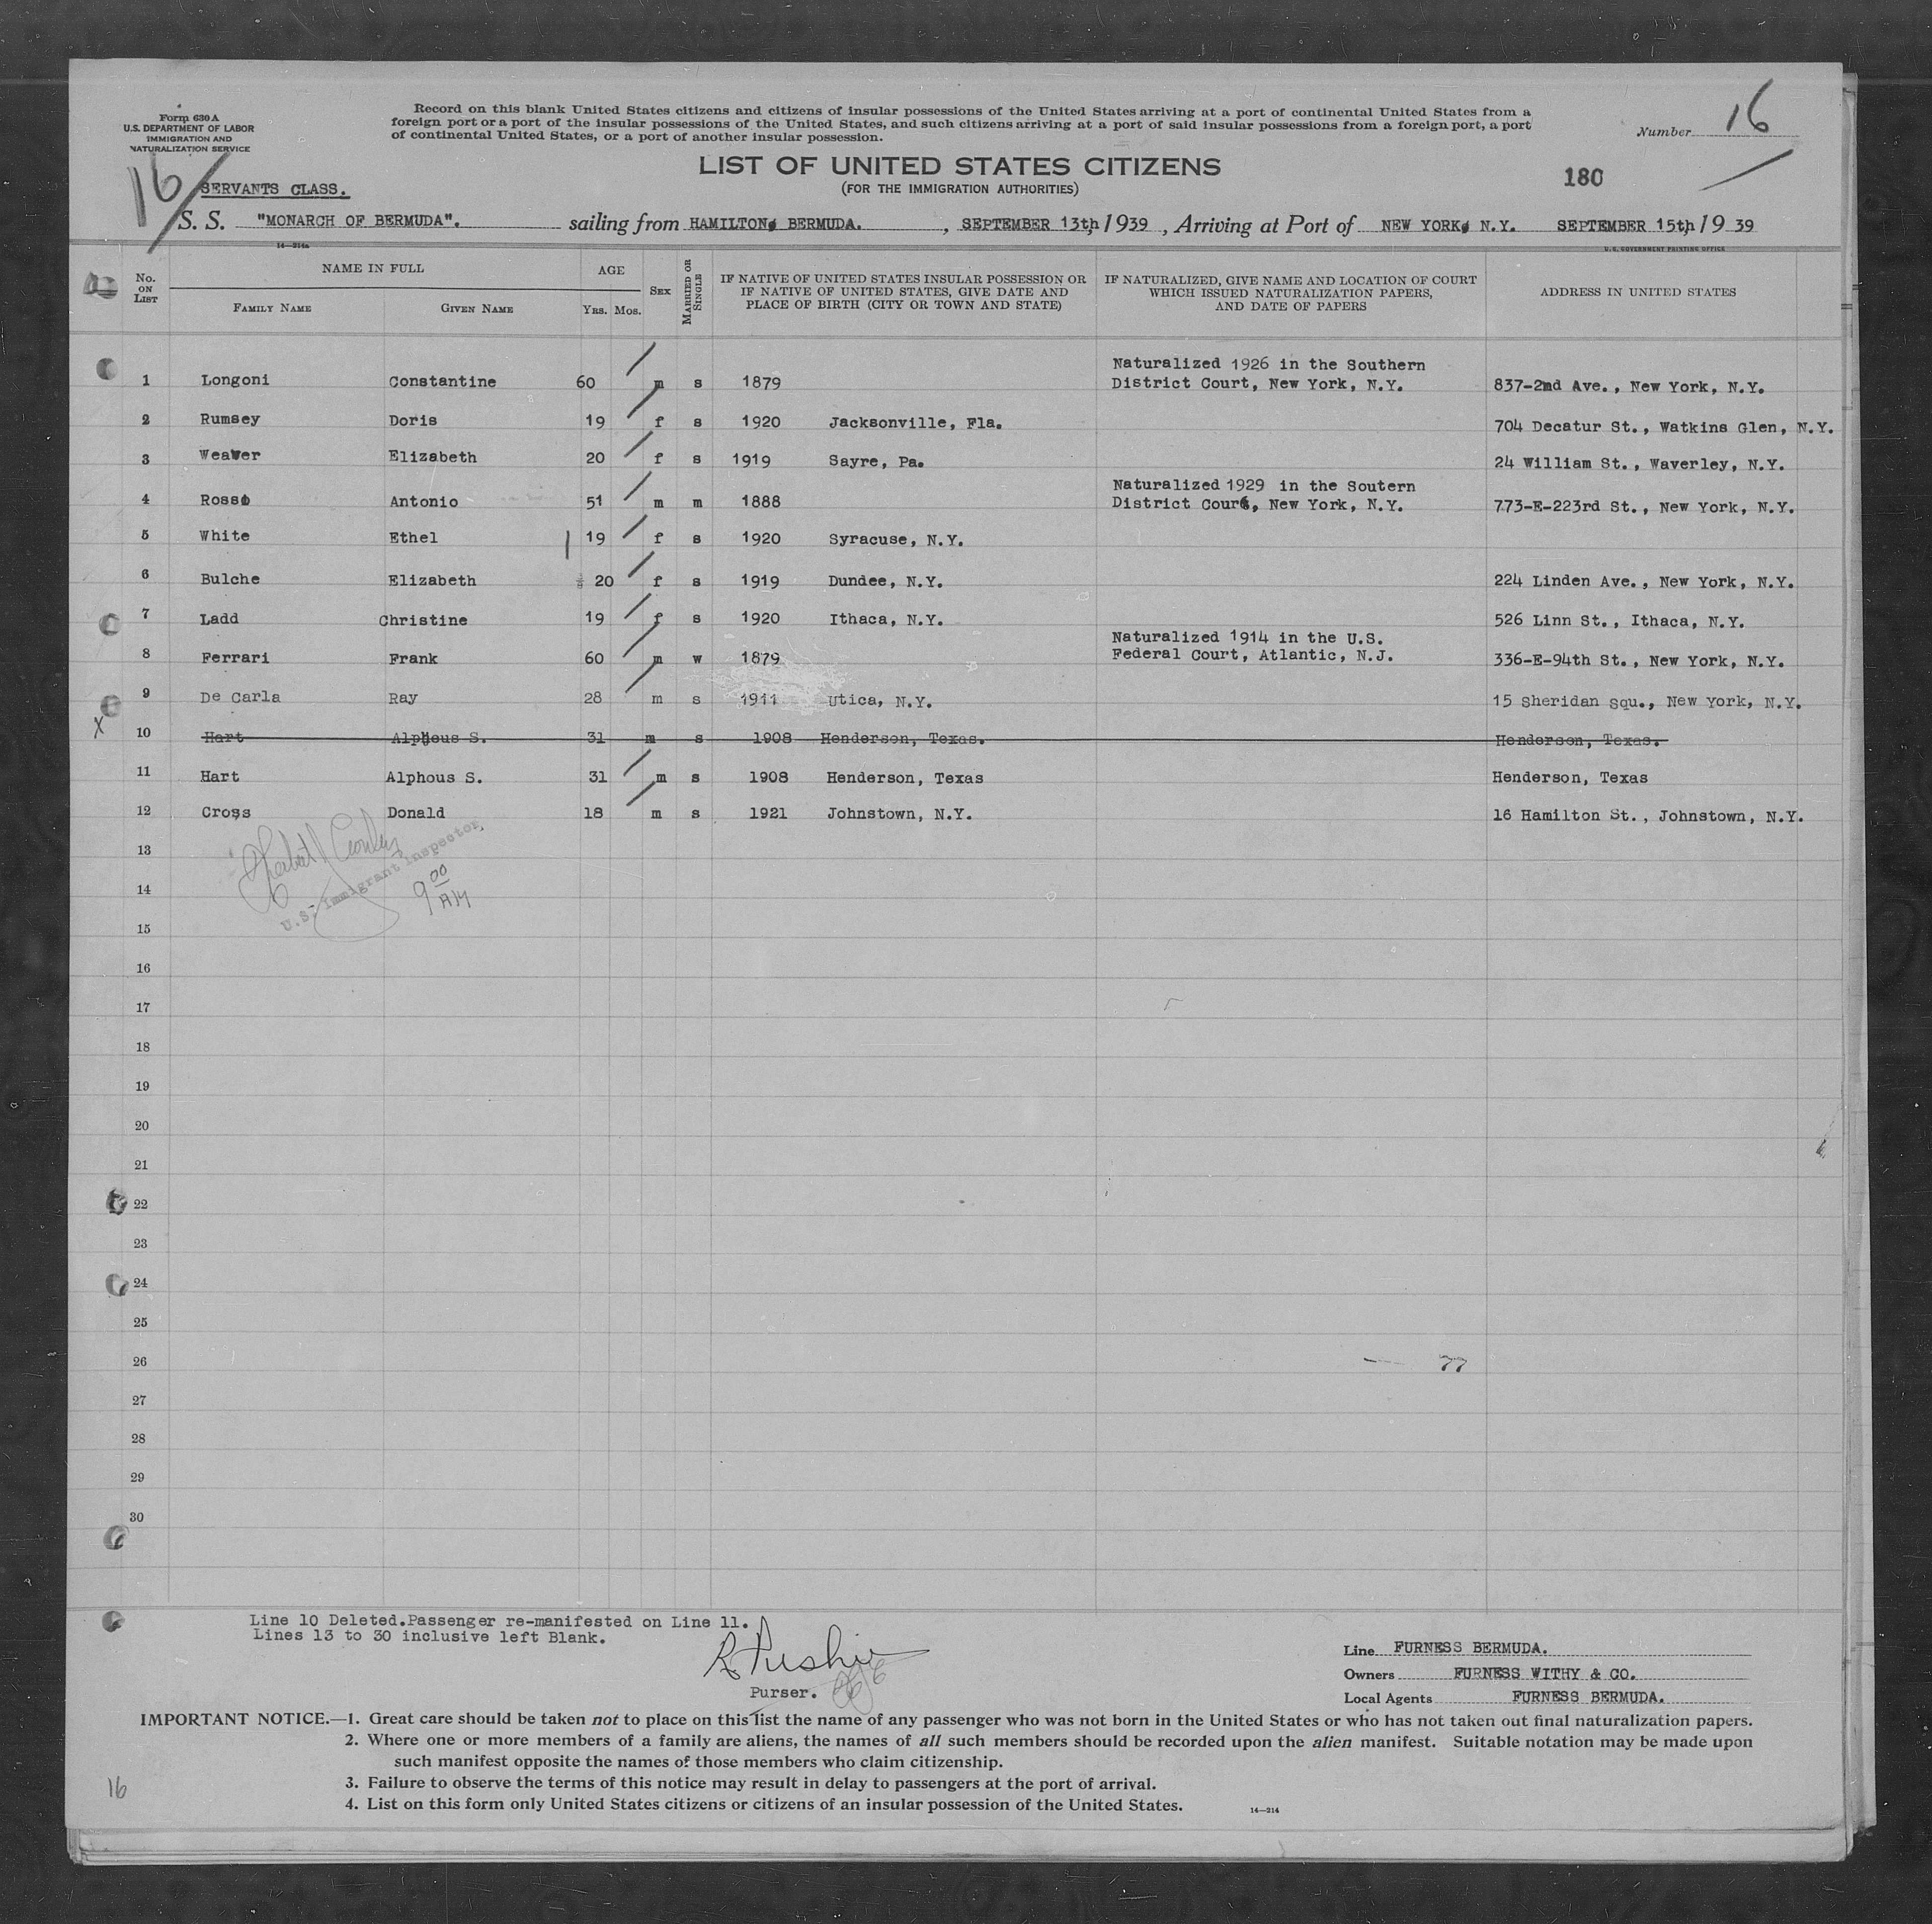 Form 630 A
U.S. DEPARTMENT OF LABOR
IMMIGRATION AND
NATURALIZATION SERVICE
Record on this blank United States citizens and citizens of insular possessions of the United States arriving at a port of continental United States from a
foreign port or a port of the insular possessions of the United States, and such citizens arriving at a port of said insular possessions from a foreign port, a port
of continental United States, or a port of another insular possession.
Number 16
LIST OF UNITED STATES CITIZENS
(FOR THE IMMIGRATION AUTHORITIES)
180
16
SERVANTS CLASS.
S. S. "MONARCH OF BERMUDA". sailing from HAMILTON, BERMUDA. , SEPTEMBER 13th, 1939 , Arriving at Port of NEW YORK, N.Y. SEPTEMBER 15th, 1939
14—214a
U.S. GOVERNMENT PRINTING OFFICE
No. ON LIST NAME IN FULL AGE SEX MARRIED OR SINGLE IF NATIVE OF UNITED STATES INSULAR POSSESSION OR IF NATIVE OF UNITED STATES, GIVE DATE AND PLACE OF BIRTH (CITY OR TOWN AND STATE) IF NATURALIZED, GIVE NAME AND LOCATION OF COURT WHICH ISSUED NATURALIZATION PAPERS, AND DATE OF PAPERS ADDRESS IN UNITED STATES
FAMILY NAME GIVEN NAME YRS. MOS.
1 Longoni Constantine 60 m s 1879 Naturalized 1926 in the Southern District Court, New York, N.Y. 837-2nd Ave., New York, N.Y.
2 Rumsey Doris 19 f s 1920 Jacksonville, Fla. 704 Decatur St., Watkins Glen, N.Y.
3 Weaver Elizabeth 20 f s 1919 Sayre, Pa. 24 William St., Waverley, N.Y.
4 Rosso Antonio 51 m m 1888 Naturalized 1929 in the Soutern District Court, New York, N.Y. 773-E-223rd St., New York, N.Y.
5 White Ethel 19 f s 1920 Syracuse, N.Y.
6 Bulche Elizabeth 20 f s 1919 Dundee, N.Y. 224 Linden Ave., New York, N.Y.
7 Ladd Christine 19 f s 1920 Ithaca, N.Y. 526 Linn St., Ithaca, N.Y.
8 Ferrari Frank 60 m w 1879 Naturalized 1914 in the U.S. Federal Court, Atlantic, N.J. 336-E-94th St., New York, N.Y.
9 De Carla Ray 28 m s 1911 Utica, N.Y. 15 Sheridan Squ., New York, N.Y.
X 10 Hart Alpheus S. 31 m s 1908 Henderson, Texas. Henderson, Texas.
11 Hart Alphous S. 31 m s 1908 Henderson, Texas Henderson, Texas
12 Cross Donald 18 m s 1921 Johnstown, N.Y. 16 Hamilton St., Johnstown, N.Y.
U.S. Immigrant Inspector
9 00 AM
13
14
15
16
17
18
19
20
21
22
23
24
25
26 77
27
28
29
30
Line 10 Deleted.Passenger re-manifested on Line 11.
Lines 13 to 30 inclusive left Blank.
Purser.
Line FURNESS BERMUDA.
Owners FURNESS WITHY & CO.
Local Agents FURNESS BERMUDA.
IMPORTANT NOTICE.—1. Great care should be taken not to place on this list the name of any passenger who was not born in the United States or who has not taken out final naturalization papers.
2. Where one or more members of a family are aliens, the names of all such members should be recorded upon the alien manifest. Suitable notation may be made upon
such manifest opposite the names of those members who claim citizenship.
3. Failure to observe the terms of this notice may result in delay to passengers at the port of arrival.
4. List on this form only United States citizens or citizens of an insular possession of the United States.
14—214
16